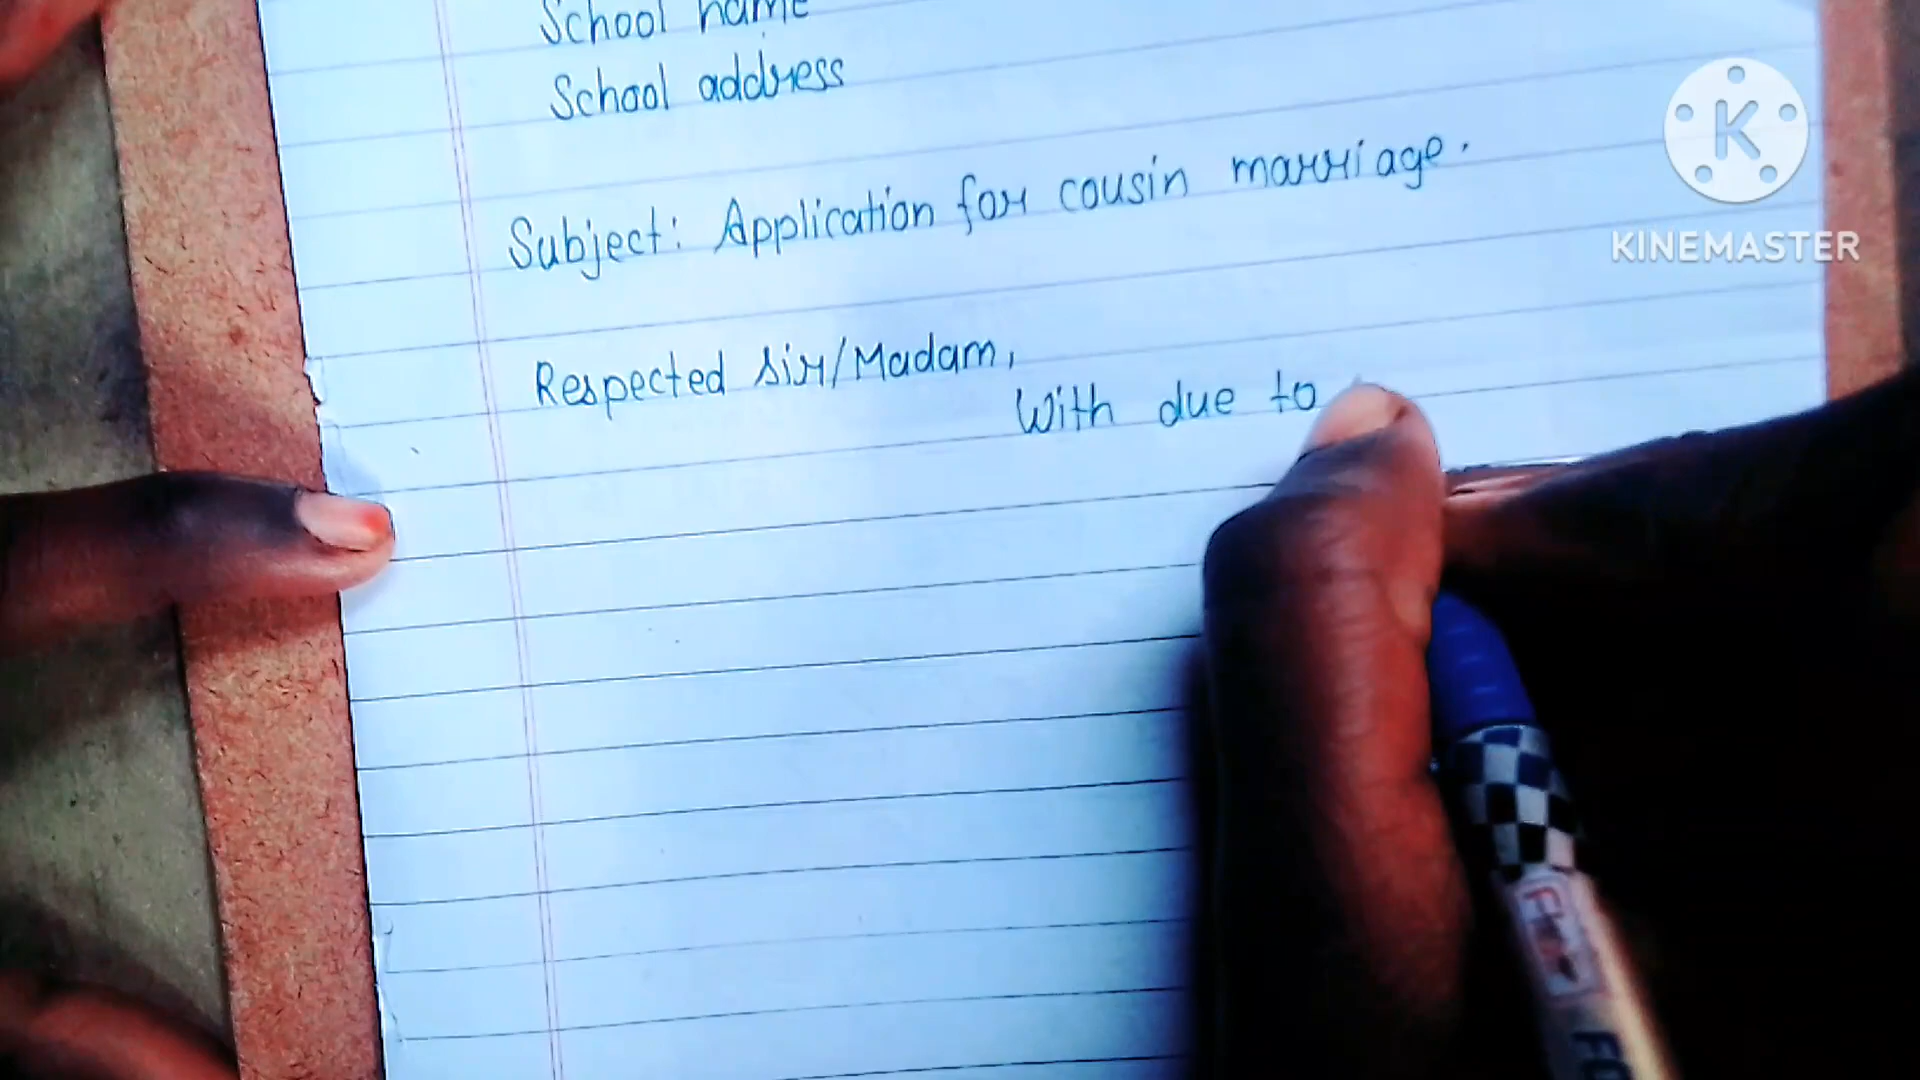 School name
School address
Subject: Application for cousin marriage.
Respected Sir/Madam,
With due to
K
KINEMASTER